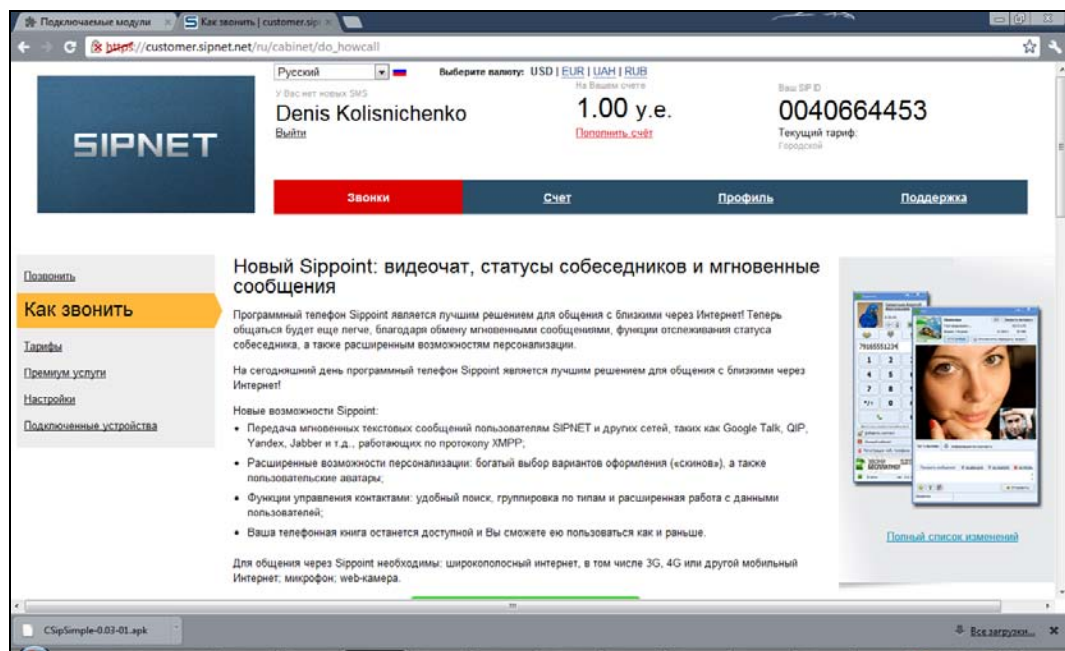 Подключаемые модули
Как звонить | customer.sip
https://customer.sipnet.net/ru/cabinet/do_howcall
Русский
Выберите валюту: USD | EUR | UAH | RUB
У Вас нет новых SMS
На Вашем счете
Ваш SIP ID
Denis Kolisnichenko
1.00 у.е.
0040664453
Выйти
Пополнить счёт
Текущий тариф:
Городской
SIPNET
Звонки
Счет
Профиль
Поддержка
Позвонить
Как звонить
Тарифы
Премиум услуги
Настройки
Подключенные устройства
Новый Sippoint: видеочат, статусы собеседников и мгновенные
сообщения
Программный телефон Sippoint является лучшим решением для общения с близкими через Интернет! Теперь
общаться будет еще легче, благодаря обмену мгновенными сообщениями, функции отслеживания статуса
собеседника, а также расширенным возможностям персонализации.
На сегодняшний день программный телефон Sippoint является лучшим решением для общения с близкими через
Интернет!
Новые возможности Sippoint:
• Передача мгновенных текстовых сообщений пользователям SIPNET и других сетей, таких как Google Talk, QIP,
Yandex, Jabber и т.д., работающих по протоколу XMPP;
• Расширенные возможности персонализации: богатый выбор вариантов оформления («скинов»), а также
пользовательские аватары;
• Функции управления контактами: удобный поиск, группировка по типам и расширенная работа с данными
пользователей;
• Ваша телефонная книга останется доступной и Вы сможете ею пользоваться как и раньше.
Для общения через Sippoint необходимы: широкополосный интернет, в том числе 3G, 4G или другой мобильный
Интернет; микрофон; web-камера.
79165551234
1 2
4 5
7 8
*/+ 0
Полный список изменений
CSipSimple-0.03-01.apk
Все загрузки...